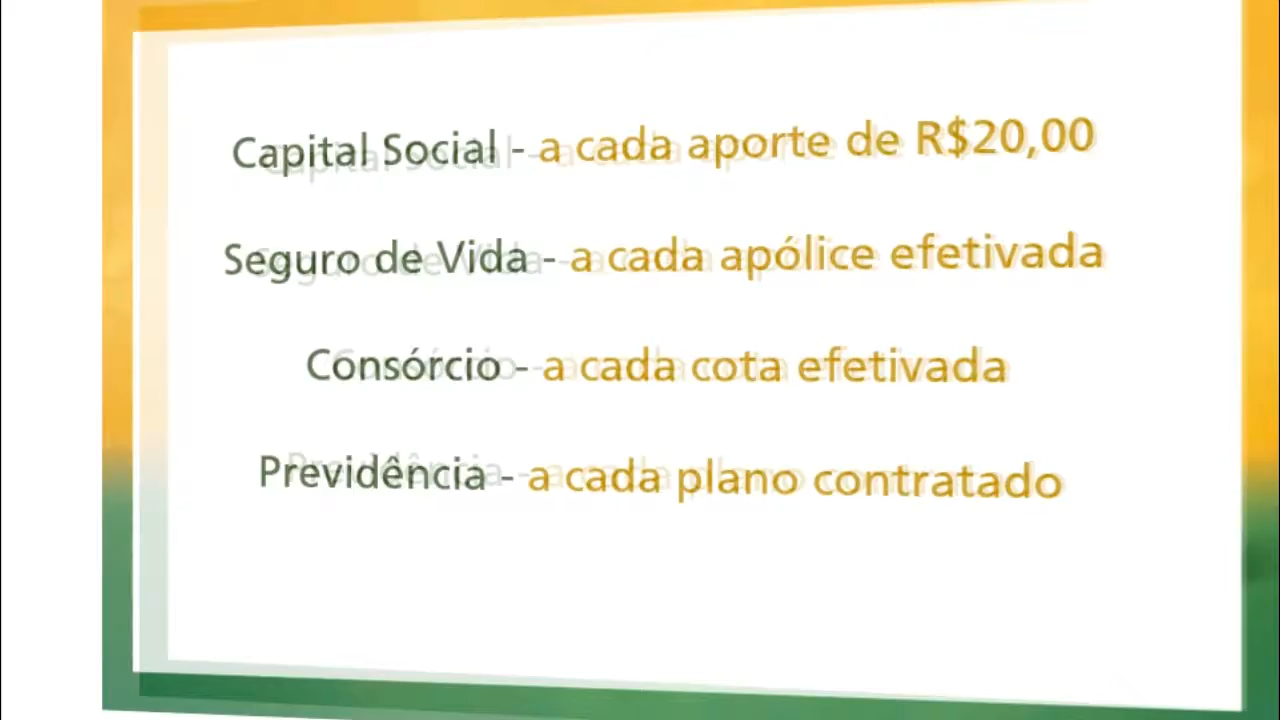 Capital Social - a cada aporte de R$20,00
Seguro de Vida - a cada apólice efetivada
Consórcio - a cada cota efetivada
Previdência - a cada plano contratado